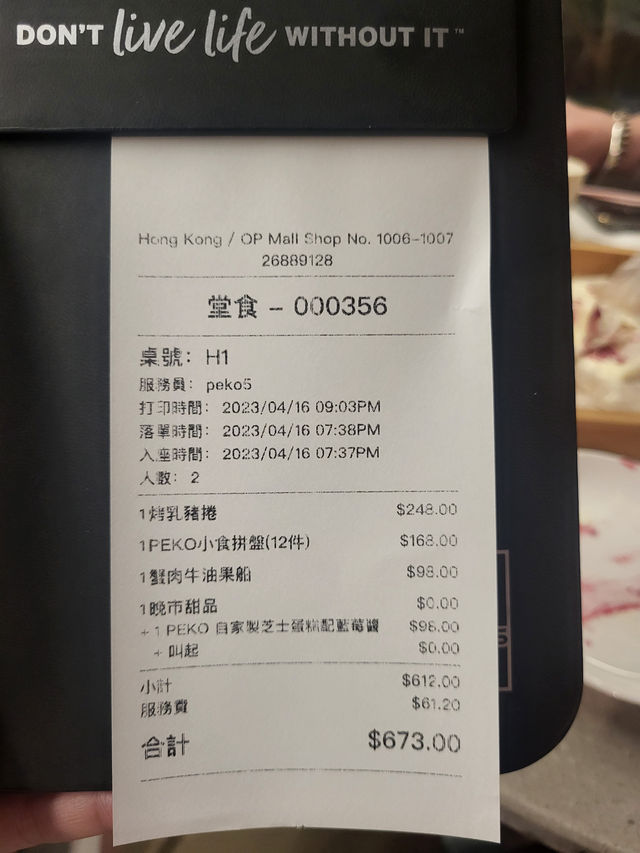 DON'T live life WITHOUT IT™
Hong Kong / OP Mall Shop No. 1006-1007
26889128
堂食 - 000356
桌號: H1
服務員: peko5
打印時間: 2023/04/16 09:03PM
落單時間: 2023/04/16 07:38PM
入座時間: 2023/04/16 07:37PM
人數: 2
1 烤乳豬捲 $248.00
1 PEKO小食拼盤(12件) $168.00
1 蟹肉牛油果船 $98.00
1 晚市甜品 $0.00
+ 1 PEKO 自家製芝士蛋糕配藍莓醬 $98.00
+ 叫起 $0.00
小計 $612.00
服務費 $61.20
合計 $673.00